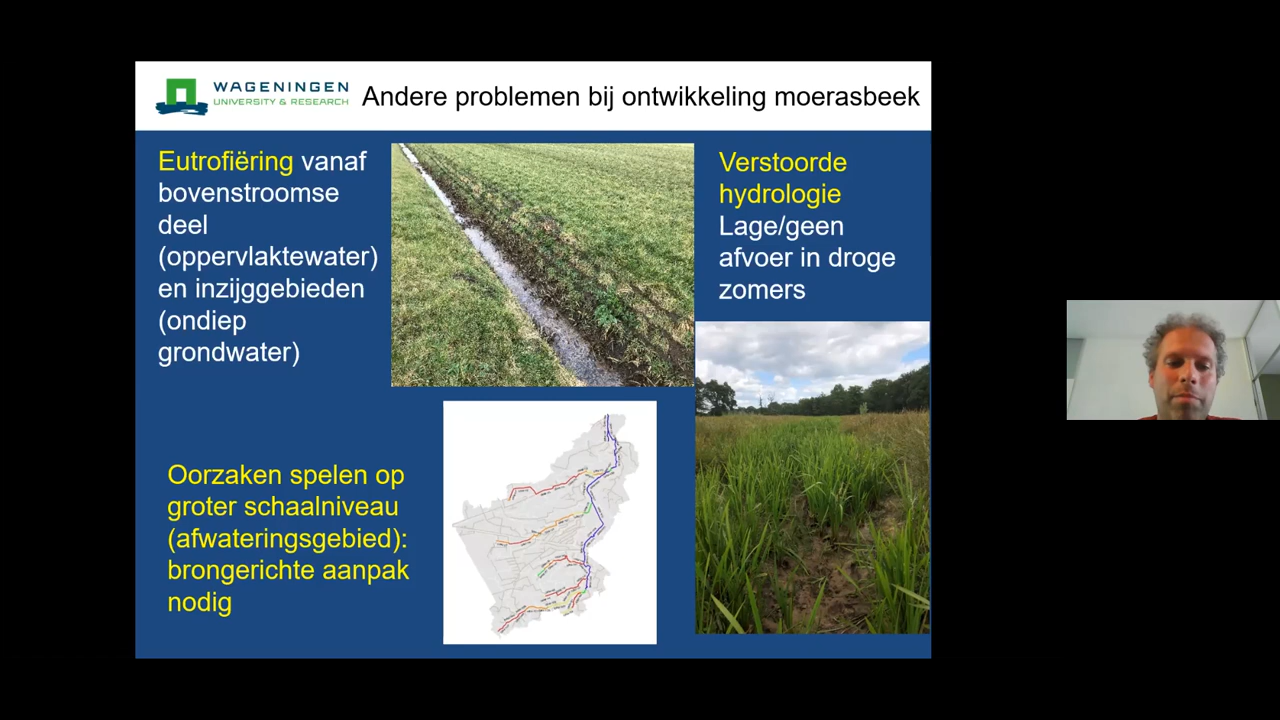 WAGENINGEN
UNIVERSITY & RESEARCH
Andere problemen bij ontwikkeling moerasbeek
Eutrofiëring vanaf
bovenstroomse
deel
(oppervlaktewater)
en inzijggebieden
(ondiep
grondwater)
Verstoorde
hydrologie
Lage/geen
afvoer in droge
zomers
Oorzaken spelen op
groter schaalniveau
(afwateringsgebied):
brongerichte aanpak
nodig